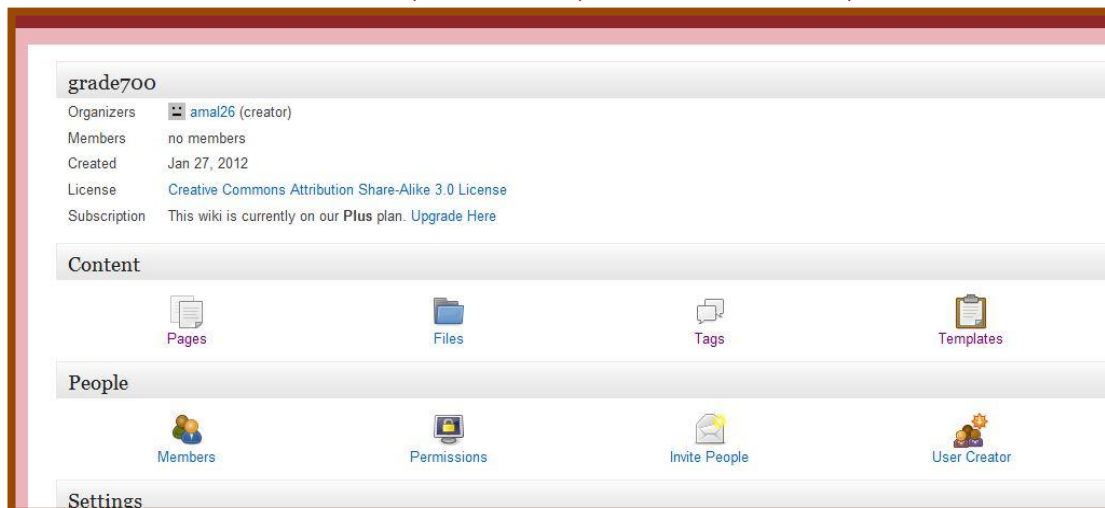 grade700
Organizers amal26 (creator)
Members no members
Created Jan 27, 2012
License Creative Commons Attribution Share-Alike 3.0 License
Subscription This wiki is currently on our Plus plan. Upgrade Here
Content
Pages Files Tags Templates
People
Members Permissions Invite People User Creator
Settings